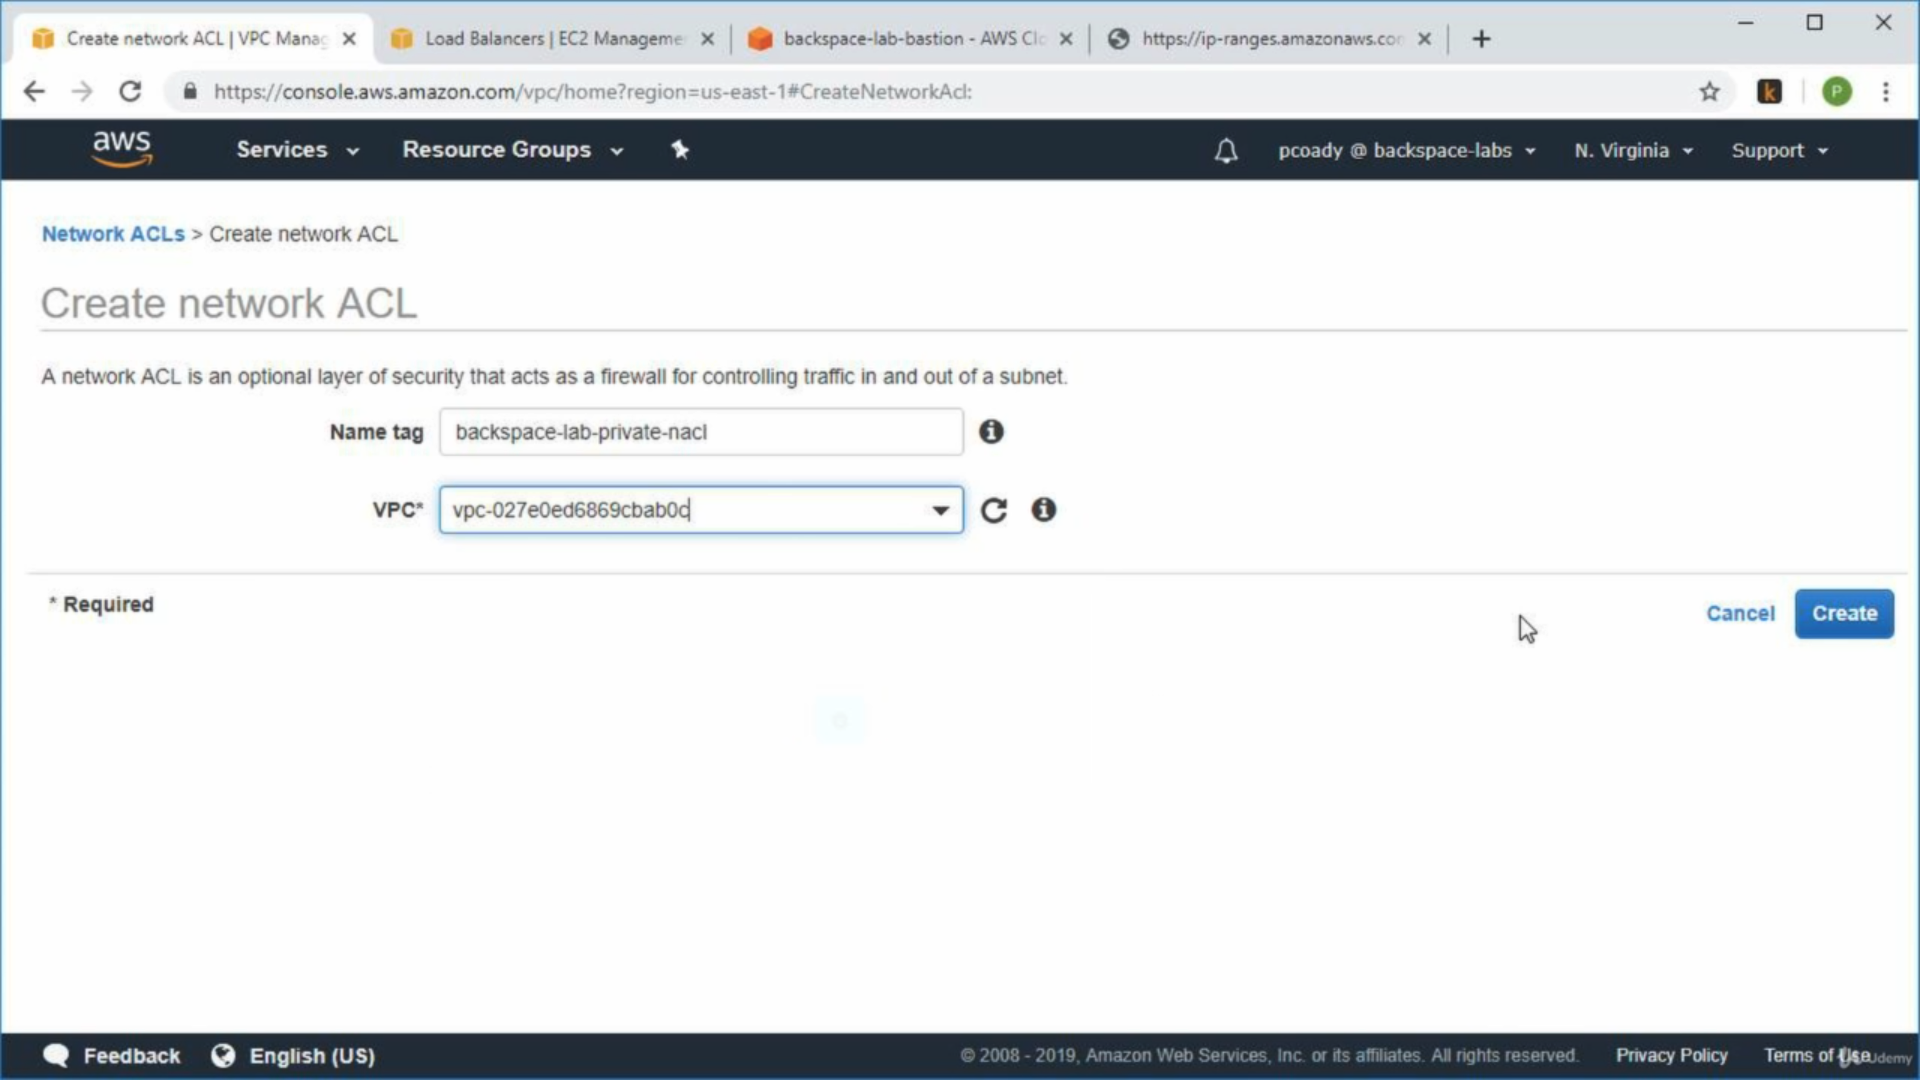 Create network ACL | VPC Manag
Load Balancers | EC2 Manageme
backspace-lab-bastion - AWS Clo
https://ip-ranges.amazonaws.co
https://console.aws.amazon.com/vpc/home?region=us-east-1#CreateNetworkAcl:
k
P
aws
Services
Resource Groups
pcoady @ backspace-labs
N. Virginia
Support
Network ACLs > Create network ACL
Create network ACL
A network ACL is an optional layer of security that acts as a firewall for controlling traffic in and out of a subnet.
Name tag
backspace-lab-private-nacl
VPC*
vpc-027e0ed6869cbab0c
* Required
Cancel
Create
Feedback
English (US)
© 2008 - 2019, Amazon Web Services, Inc. or its affiliates. All rights reserved.
Privacy Policy
Terms of Use
Udemy